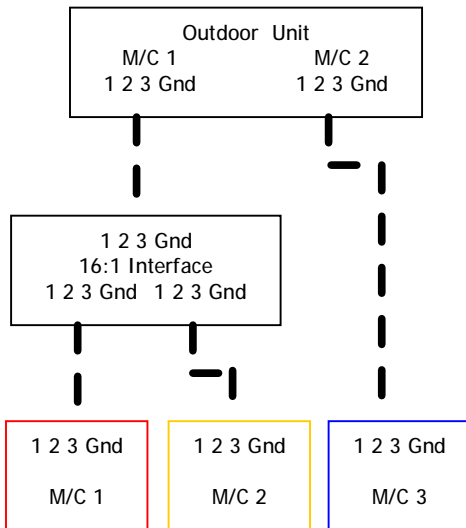 Outdoor Unit
M/C 1 M/C 2
1 2 3 Gnd 1 2 3 Gnd
1 2 3 Gnd
16:1 Interface
1 2 3 Gnd 1 2 3 Gnd
1 2 3 Gnd 1 2 3 Gnd 1 2 3 Gnd
M/C 1 M/C 2 M/C 3